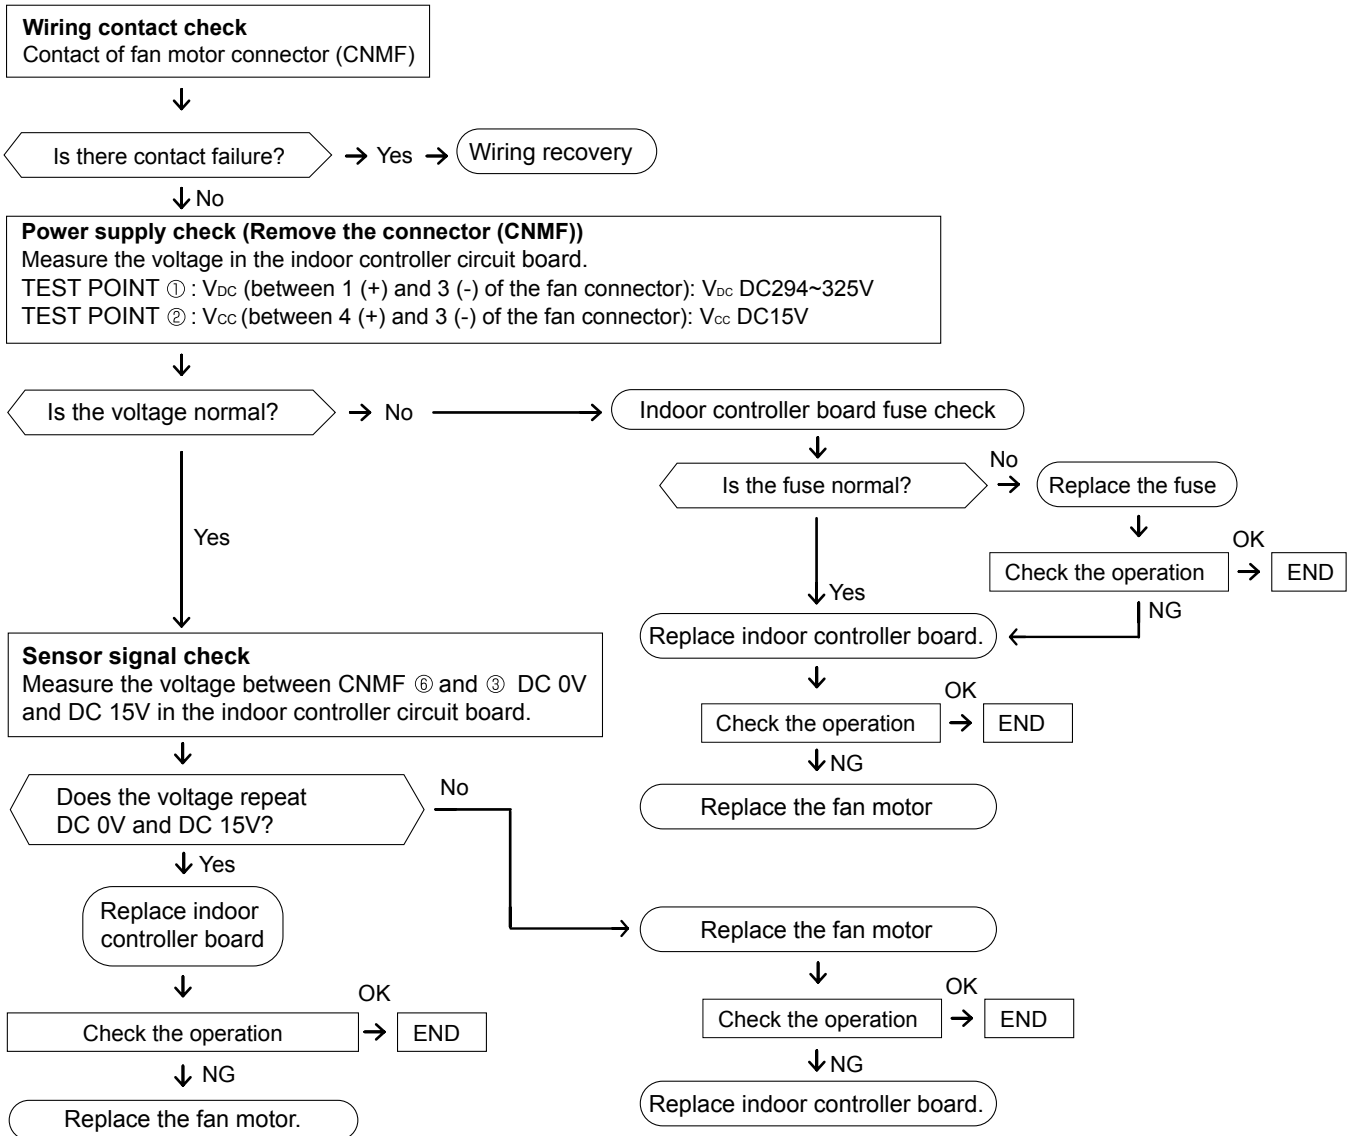 Wiring contact check
Contact of fan motor connector (CNMF)
Is there contact failure?
Yes
Wiring recovery
No
Power supply check (Remove the connector (CNMF))
Measure the voltage in the indoor controller circuit board.
TEST POINT ① : VDC (between 1 (+) and 3 (-) of the fan connector): VDC DC294~325V
TEST POINT ② : VCC (between 4 (+) and 3 (-) of the fan connector): VCC DC15V
Is the voltage normal?
No
Indoor controller board fuse check
Is the fuse normal?
No
Replace the fuse
Yes
Check the operation
OK
END
Yes
NG
Replace indoor controller board.
Sensor signal check
Measure the voltage between CNMF ⑥ and ③ DC 0V
and DC 15V in the indoor controller circuit board.
Check the operation
OK
END
NG
Replace the fan motor
Does the voltage repeat
DC 0V and DC 15V?
No
Yes
Replace indoor
controller board
Replace the fan motor
Check the operation
OK
END
Check the operation
OK
END
NG
Replace the fan motor.
NG
Replace indoor controller board.